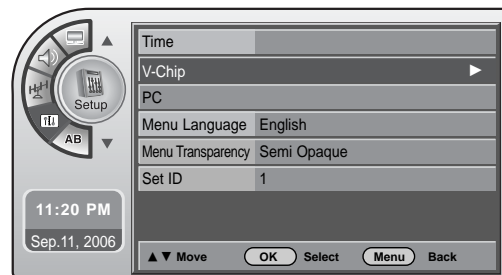 Setup
AB
11:20 PM
Sep.11, 2006
Time
V-Chip
PC
Menu Language English
Menu Transparency Semi Opaque
Set ID 1
▲▼ Move OK Select Menu Back